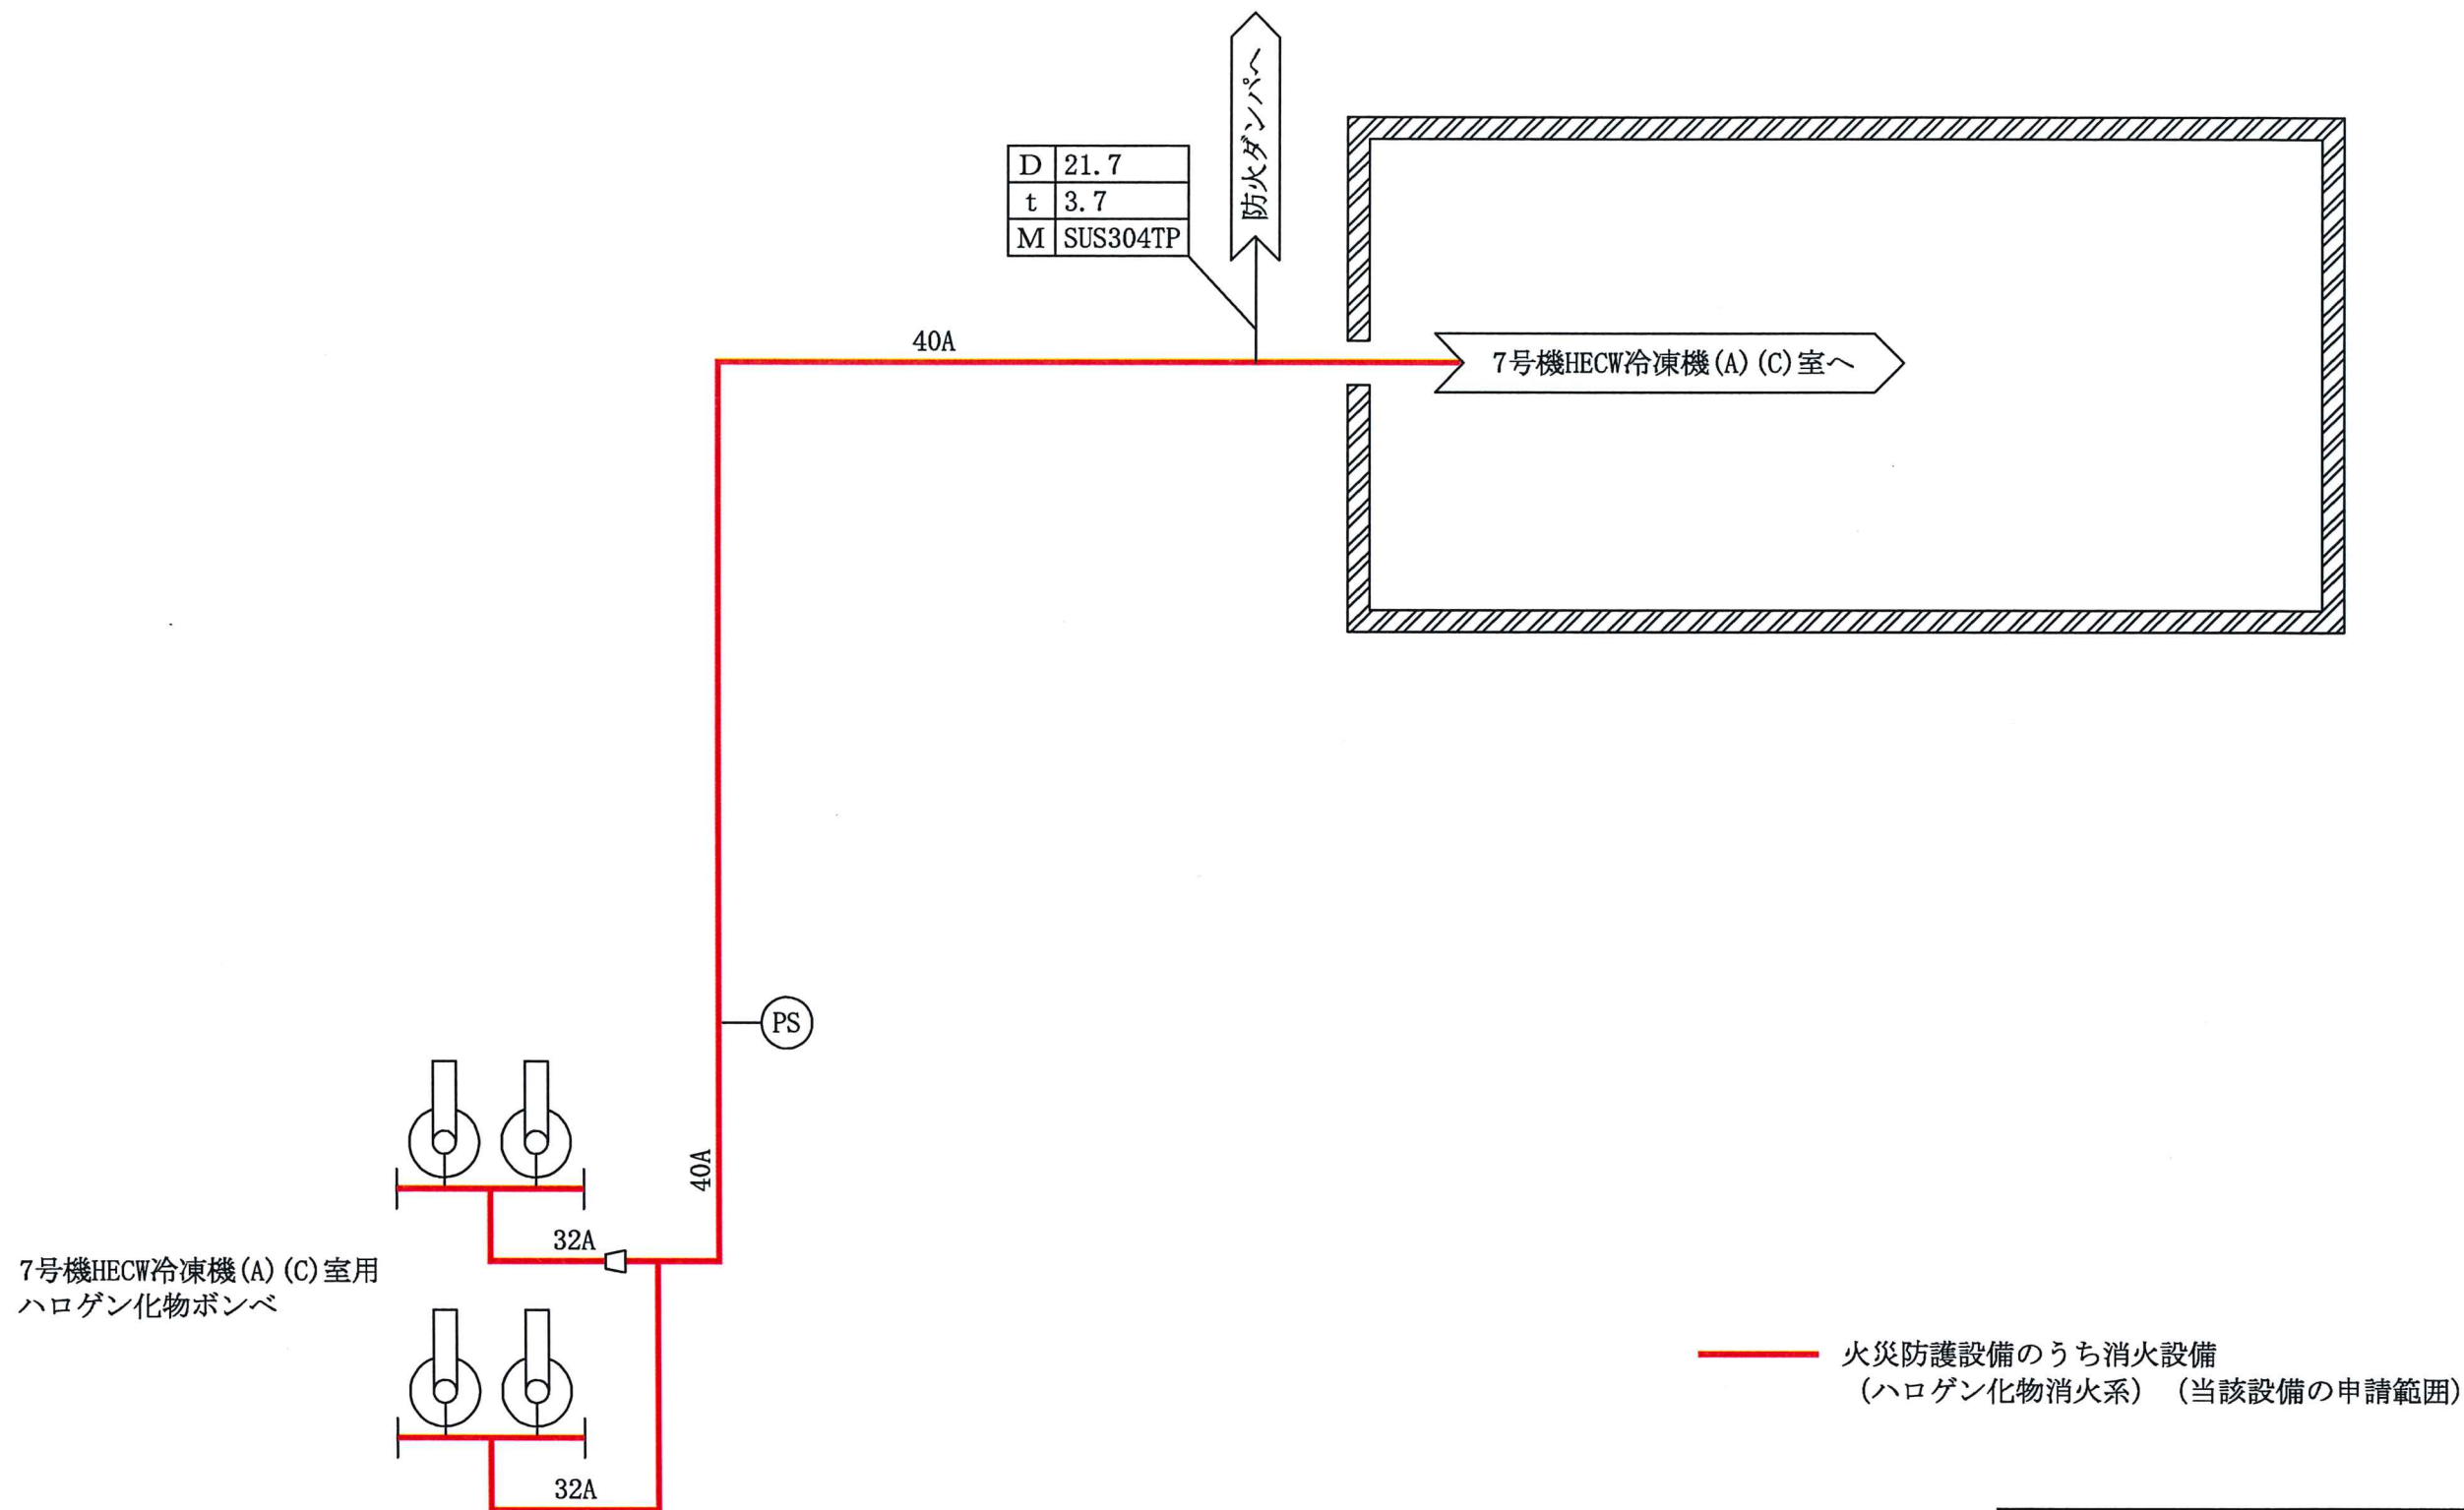 防火ダンパへ
D 21.7
t 3.7
M SUS304TP
40A
7号機HECW冷凍機(A)(C)室へ
PS
40A
32A
7号機HECW冷凍機(A)(C)室用
ハロゲン化物ボンベ
32A
火災防護設備のうち消火設備
(ハロゲン化物消火系)(当該設備の申請範囲)